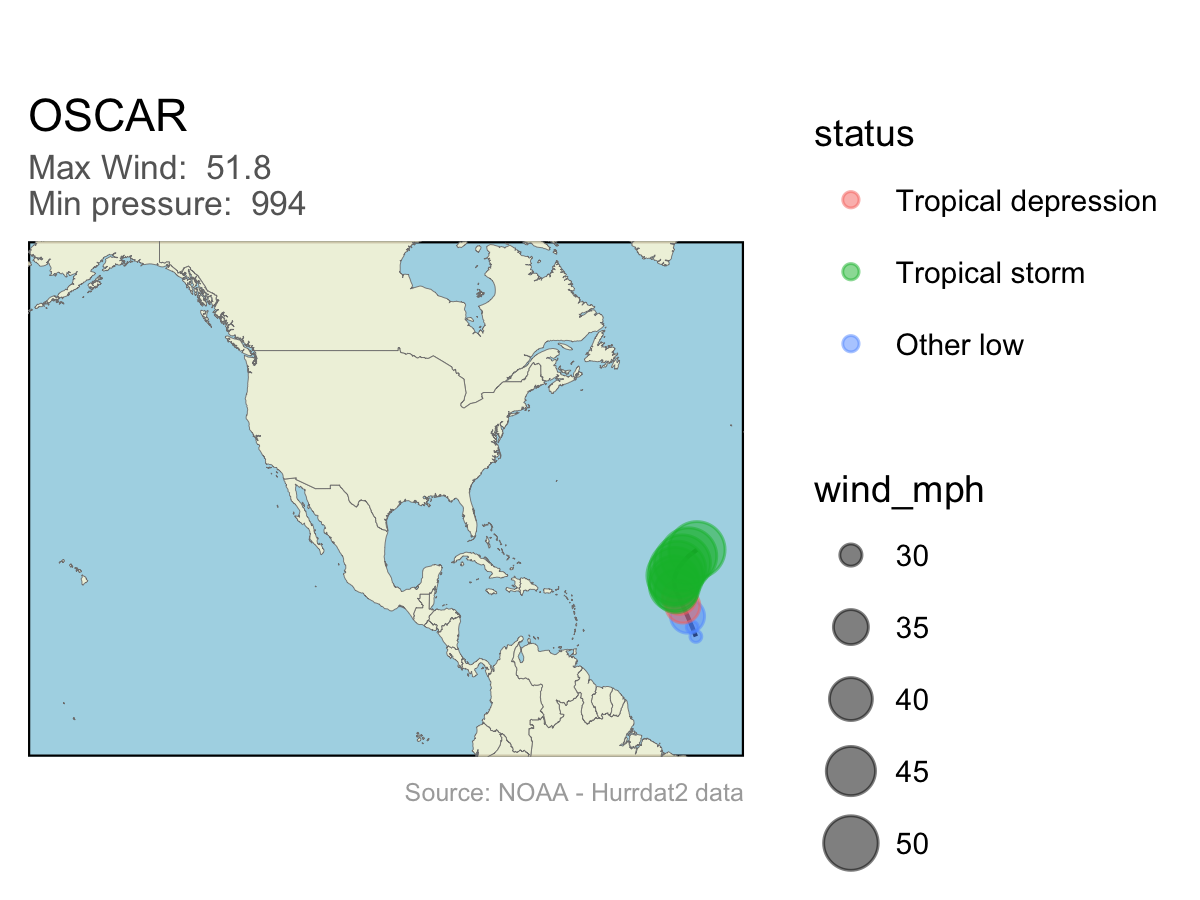 OSCAR
Max Wind:  51.8
Min pressure:  994
status
Tropical depression
Tropical storm
Other low
wind_mph
30
35
40
45
50
Source: NOAA - Hurrdat2 data